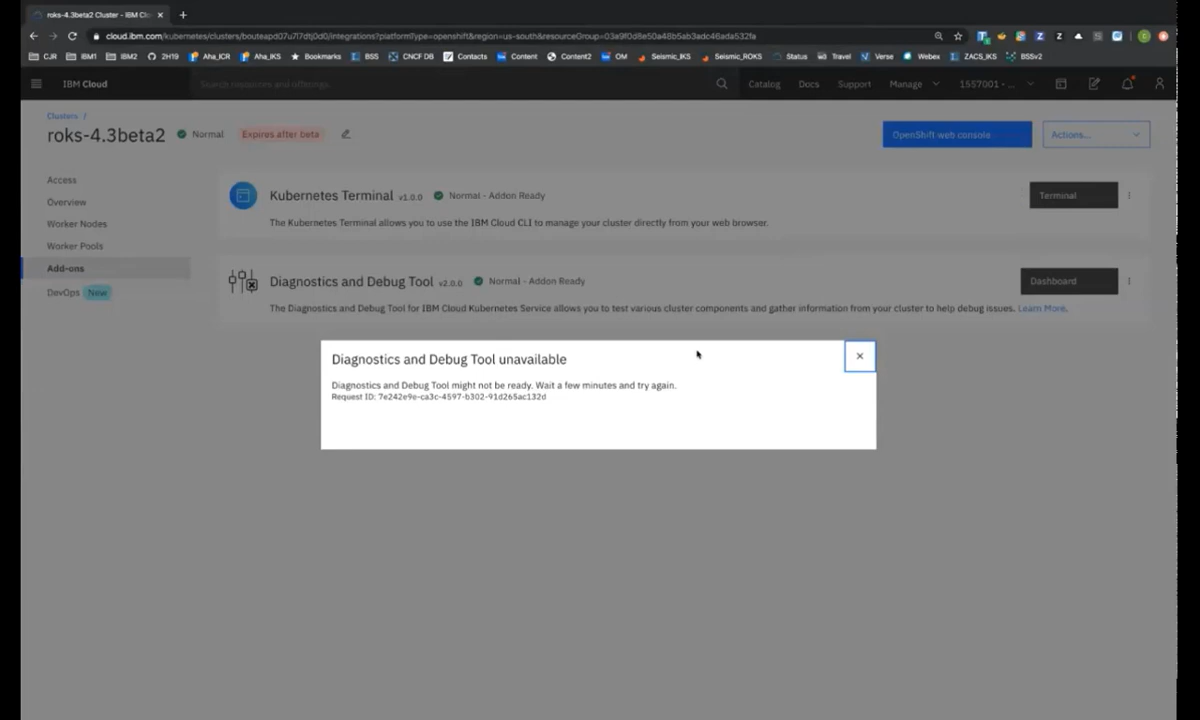 roks-4.3beta2 Cluster - IBM Clo
cloud.ibm.com/kubernetes/clusters/bouteapd07u7l7dtj0d0/integrations?platformType=openshift&region=us-south&resourceGroup=03a9f0d8e50a48b5ab3adc46ada532fa
CJR IBM1 IBM2 2H19 Aha_ICR Aha_IKS Bookmarks BSS CNCF DB Contacts Content Content2 OM Seismic_IKS Seismic_ROKS Status Travel Verse Webex ZACS_IKS BSSv2
IBM Cloud Search resources and offerings... Catalog Docs Support Manage 1557001 - ...
Clusters /
roks-4.3beta2 Normal Expires after beta OpenShift web console Actions...
Access
Overview
Worker Nodes
Worker Pools
Add-ons
DevOps New
Kubernetes Terminal v1.0.0 Normal - Addon Ready Terminal
The Kubernetes Terminal allows you to use the IBM Cloud CLI to manage your cluster directly from your web browser.
Diagnostics and Debug Tool v2.0.0 Normal - Addon Ready Dashboard
The Diagnostics and Debug Tool for IBM Cloud Kubernetes Service allows you to test various cluster components and gather information from your cluster to help debug issues. Learn More.
Diagnostics and Debug Tool unavailable
Diagnostics and Debug Tool might not be ready. Wait a few minutes and try again.
Request ID: 7e242e9e-ca3c-4597-b302-91d265ac132d